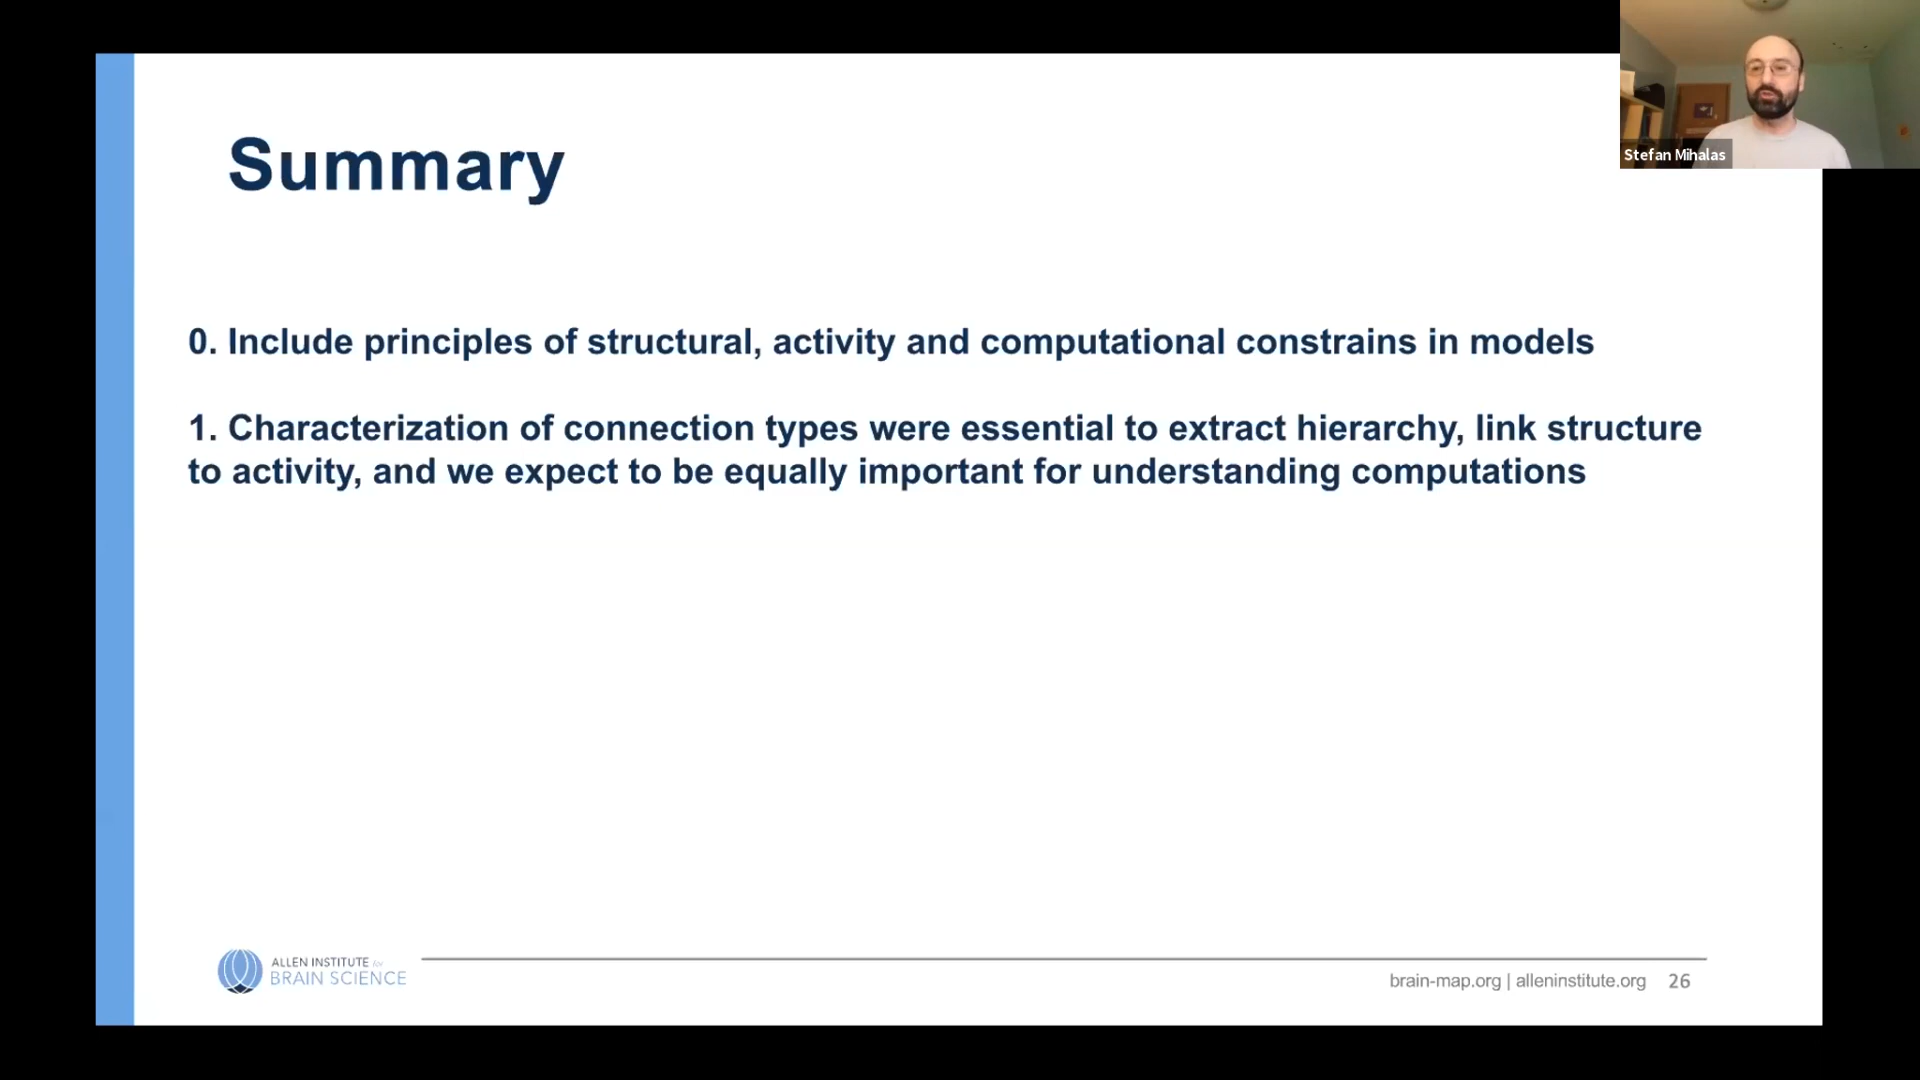 Stefan Mihalas
Summary
0. Include principles of structural, activity and computational constrains in models
1. Characterization of connection types were essential to extract hierarchy, link structure
to activity, and we expect to be equally important for understanding computations
ALLEN INSTITUTE for
BRAIN SCIENCE
brain-map.org | alleninstitute.org 26